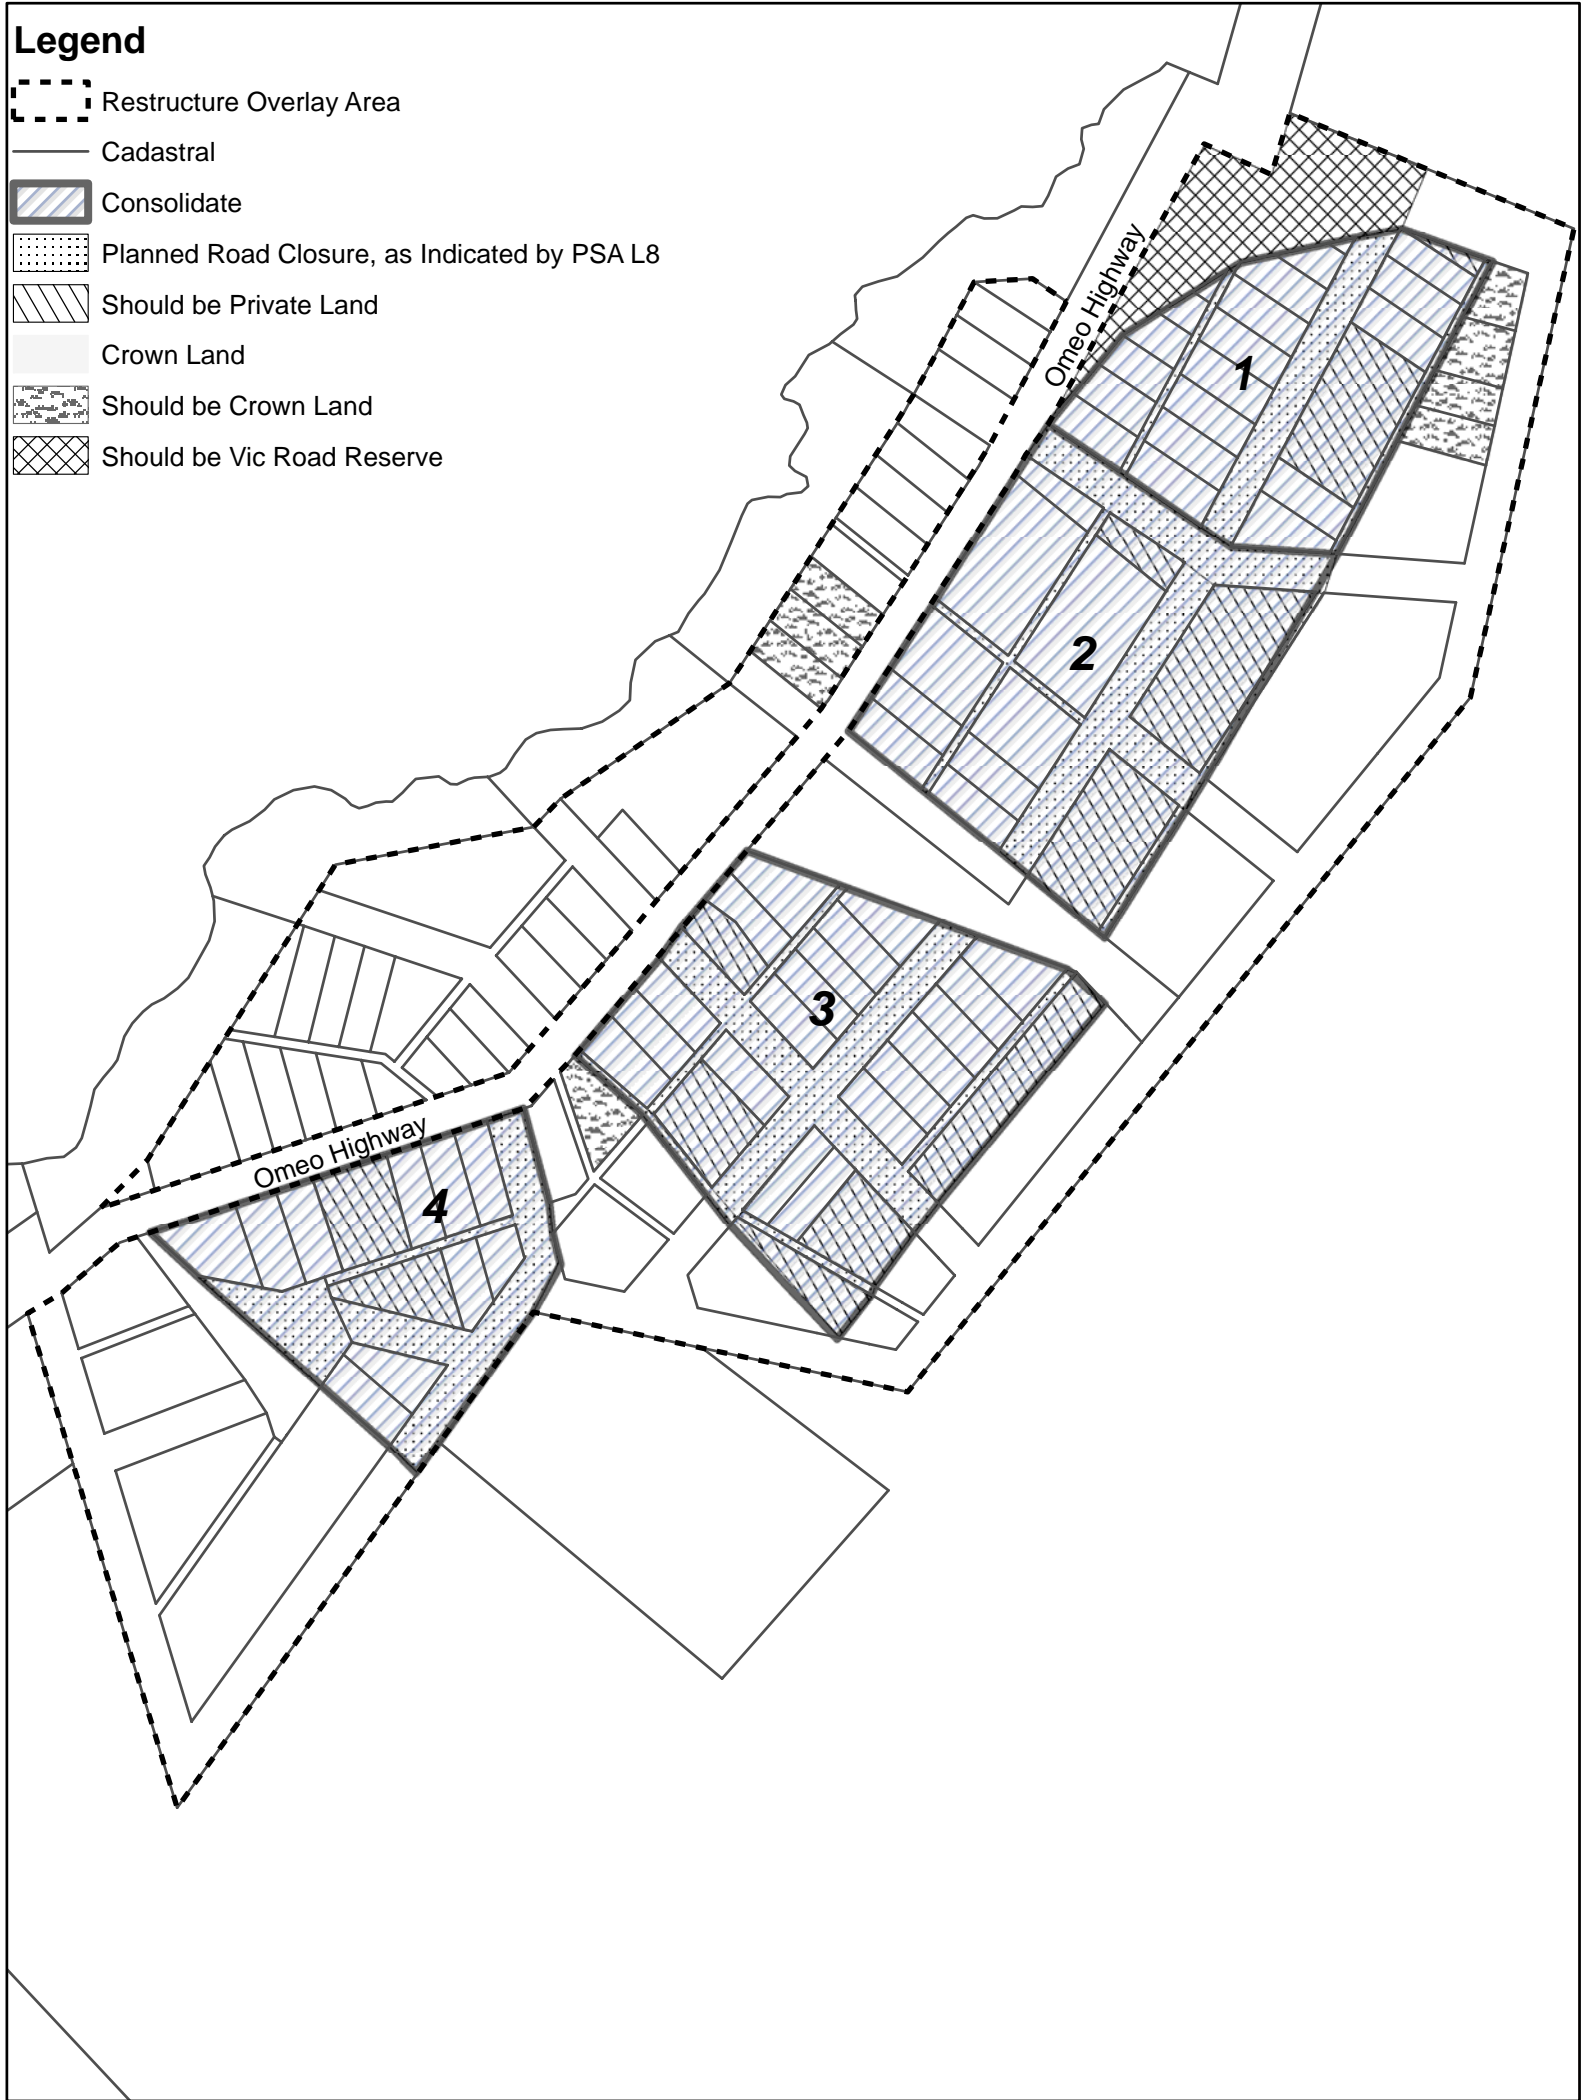 Legend
Restructure Overlay Area
Cadastral
Consolidate
Planned Road Closure, as Indicated by PSA L8
Should be Private Land
Crown Land
Should be Crown Land
Should be Vic Road Reserve
Omeo Highway
1
2
3
4
Omeo Highway